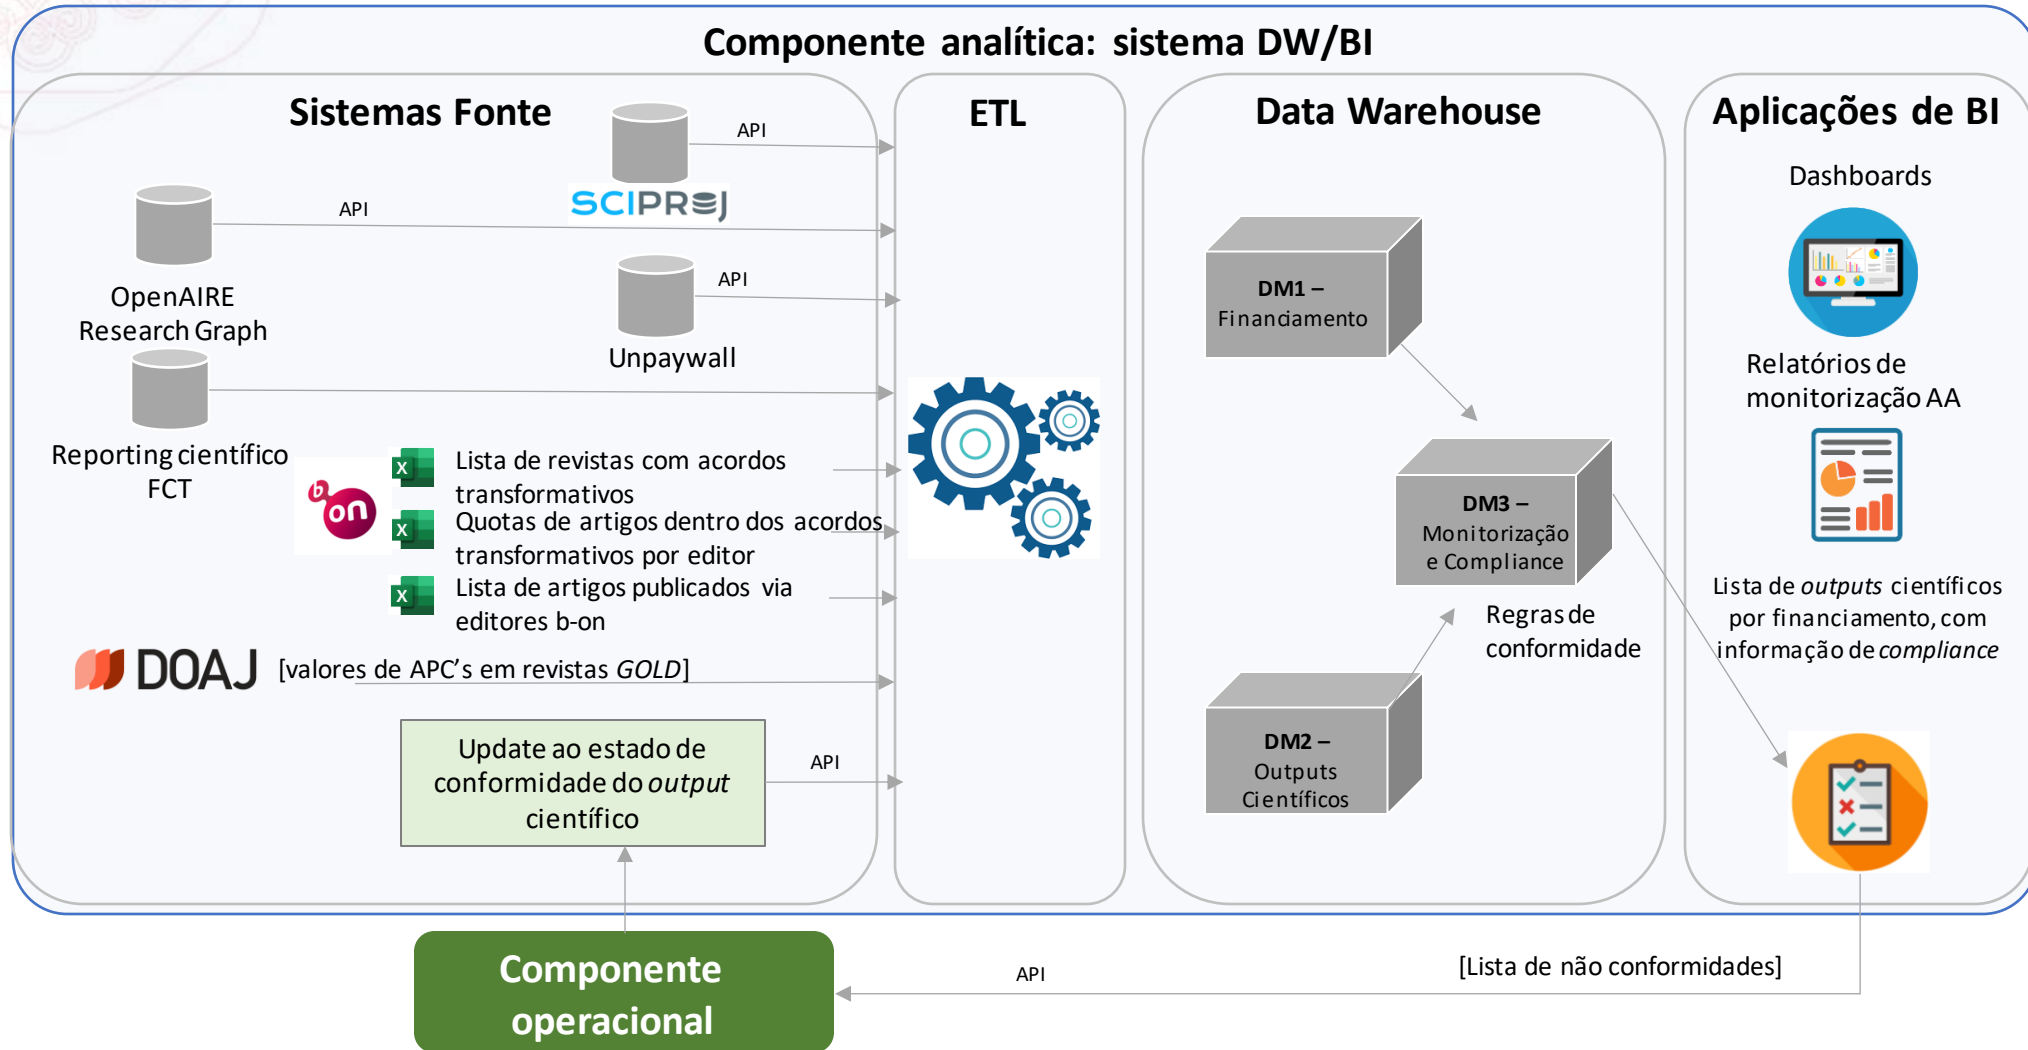 Componente analítica: sistema DW/BI
Sistemas Fonte
API
SCIPROJ
API
OpenAIRE
Research Graph
API
Unpaywall
Reporting científico
FCT
b
on
X
Lista de revistas com acordos
transformativos
X
Quotas de artigos dentro dos acordos
transformativos por editor
X
Lista de artigos publicados via
editores b-on
DOAJ
[valores de APC's em revistas GOLD]
Update ao estado de
conformidade do output
científico
API
ETL
Data Warehouse
DM1 –
Financiamento
DM3 –
Monitorização
e Compliance
Regras de
conformidade
DM2 –
Outputs
Científicos
Aplicações de BI
Dashboards
Relatórios de
monitorização AA
Lista de outputs científicos
por financiamento, com
informação de compliance
Componente
operacional
API
[Lista de não conformidades]